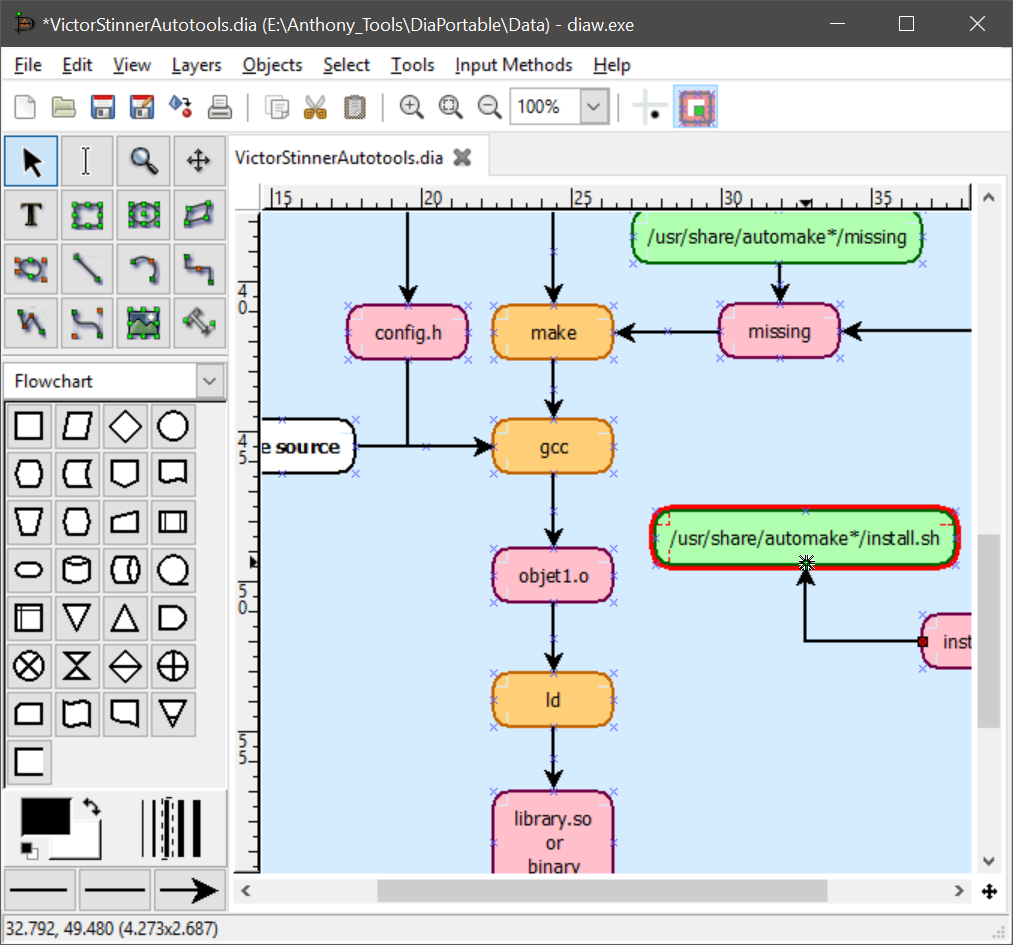 *VictorStinnerAutotools.dia (E:\Anthony_Tools\DiaPortable\Data) - diaw.exe
File Edit View Layers Objects Select Tools Input Methods Help
100%
VictorStinnerAutotools.dia
15 20 25 30 35
T
/usr/share/automake*/missing
40
config.h
make
missing
Flowchart
45
e source
gcc
/usr/share/automake*/install.sh
objet1.o
50
inst
ld
55
library.so
or
binary
32.792, 49.480 (4.273x2.687)